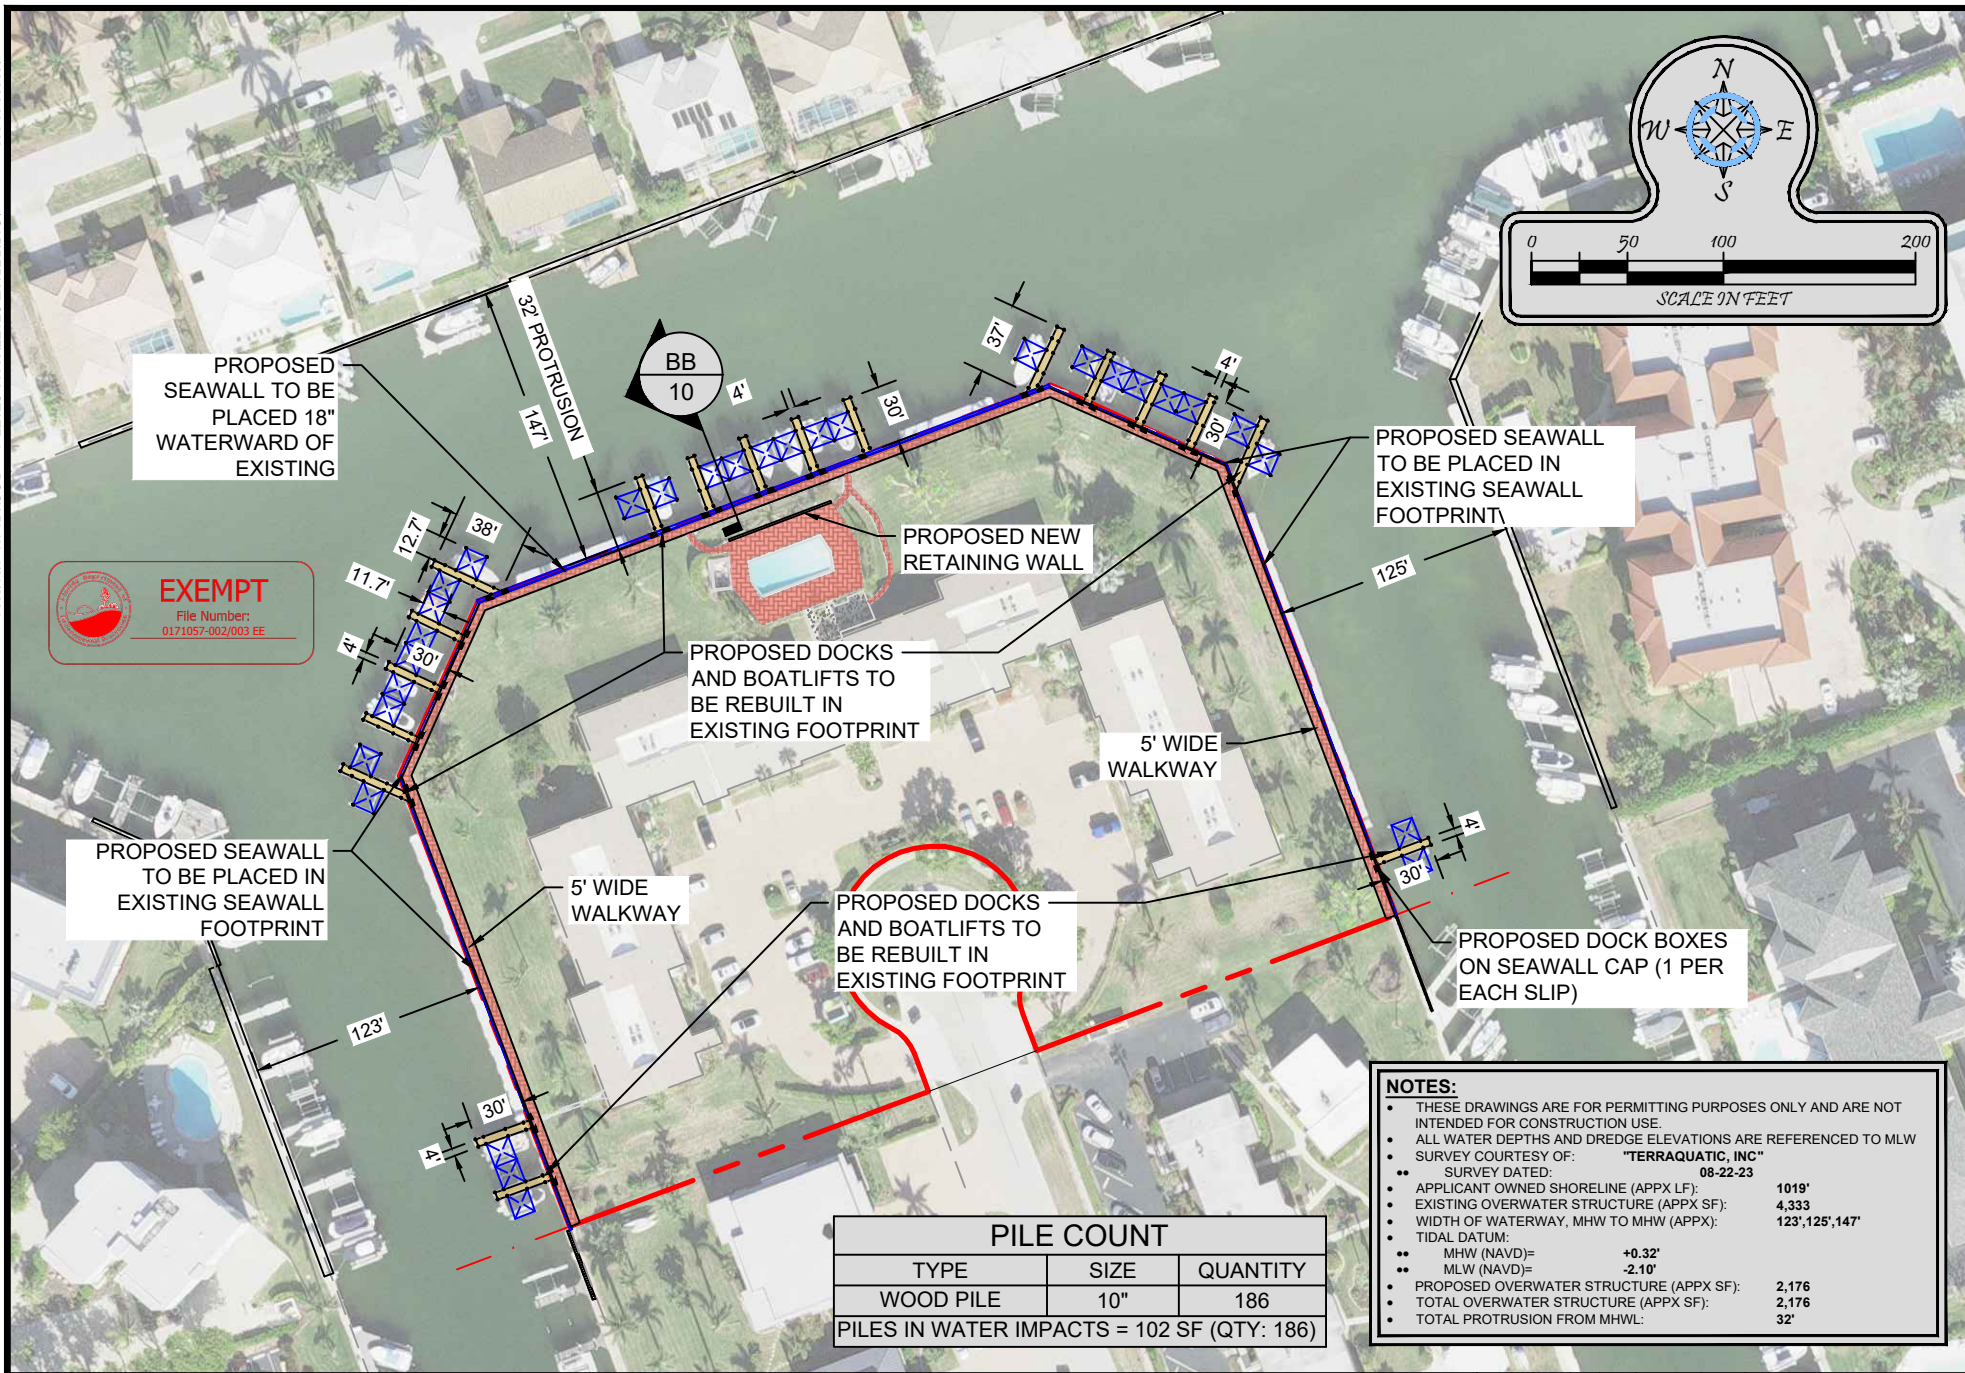 N
W
E
S
0 50 100 200
SCALE IN FEET
PROPOSED
SEAWALL TO BE
PLACED 18"
WATERWARD OF
EXISTING
32' PROTRUSION
147'
BB
10
4'
30'
37'
4'
30'
PROPOSED SEAWALL
TO BE PLACED IN
EXISTING SEAWALL
FOOTPRINT
125'
12.7'
38'
11.7'
4'
30'
EXEMPT
File Number:
0171057-002/003 EE
PROPOSED NEW
RETAINING WALL
PROPOSED DOCKS
AND BOATLIFTS TO
BE REBUILT IN
EXISTING FOOTPRINT
5' WIDE
WALKWAY
4'
30'
PROPOSED SEAWALL
TO BE PLACED IN
EXISTING SEAWALL
FOOTPRINT
5' WIDE
WALKWAY
PROPOSED DOCKS
AND BOATLIFTS TO
BE REBUILT IN
EXISTING FOOTPRINT
PROPOSED DOCK BOXES
ON SEAWALL CAP (1 PER
EACH SLIP)
123'
30'
4'
PILE COUNT
TYPE SIZE QUANTITY
WOOD PILE 10" 186
PILES IN WATER IMPACTS = 102 SF (QTY: 186)
NOTES:
• THESE DRAWINGS ARE FOR PERMITTING PURPOSES ONLY AND ARE NOT
INTENDED FOR CONSTRUCTION USE.
• ALL WATER DEPTHS AND DREDGE ELEVATIONS ARE REFERENCED TO MLW
• SURVEY COURTESY OF: "TERRAQUATIC, INC"
•• SURVEY DATED: 08-22-23
• APPLICANT OWNED SHORELINE (APPX LF): 1019'
• EXISTING OVERWATER STRUCTURE (APPX SF): 4,333
• WIDTH OF WATERWAY, MHW TO MHW (APPX): 123',125',147'
• TIDAL DATUM:
•• MHW (NAVD)= +0.32'
•• MLW (NAVD)= -2.10'
• PROPOSED OVERWATER STRUCTURE (APPX SF): 2,176
• TOTAL OVERWATER STRUCTURE (APPX SF): 2,176
• TOTAL PROTRUSION FROM MHWL: 32'